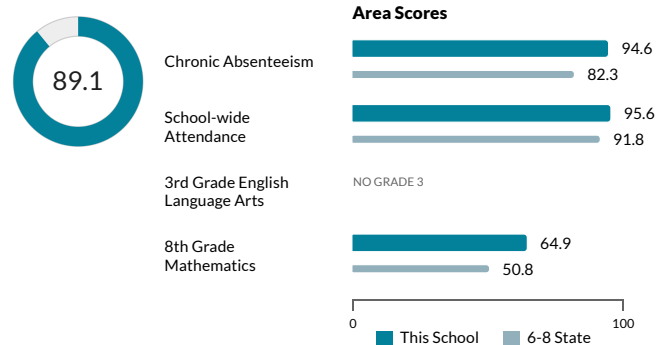 Area Scores
89.1
Chronic Absenteeism
94.6
82.3
School-wide
Attendance
95.6
91.8
3rd Grade English
Language Arts
NO GRADE 3
8th Grade
Mathematics
64.9
50.8
0
100
This School
6-8 State